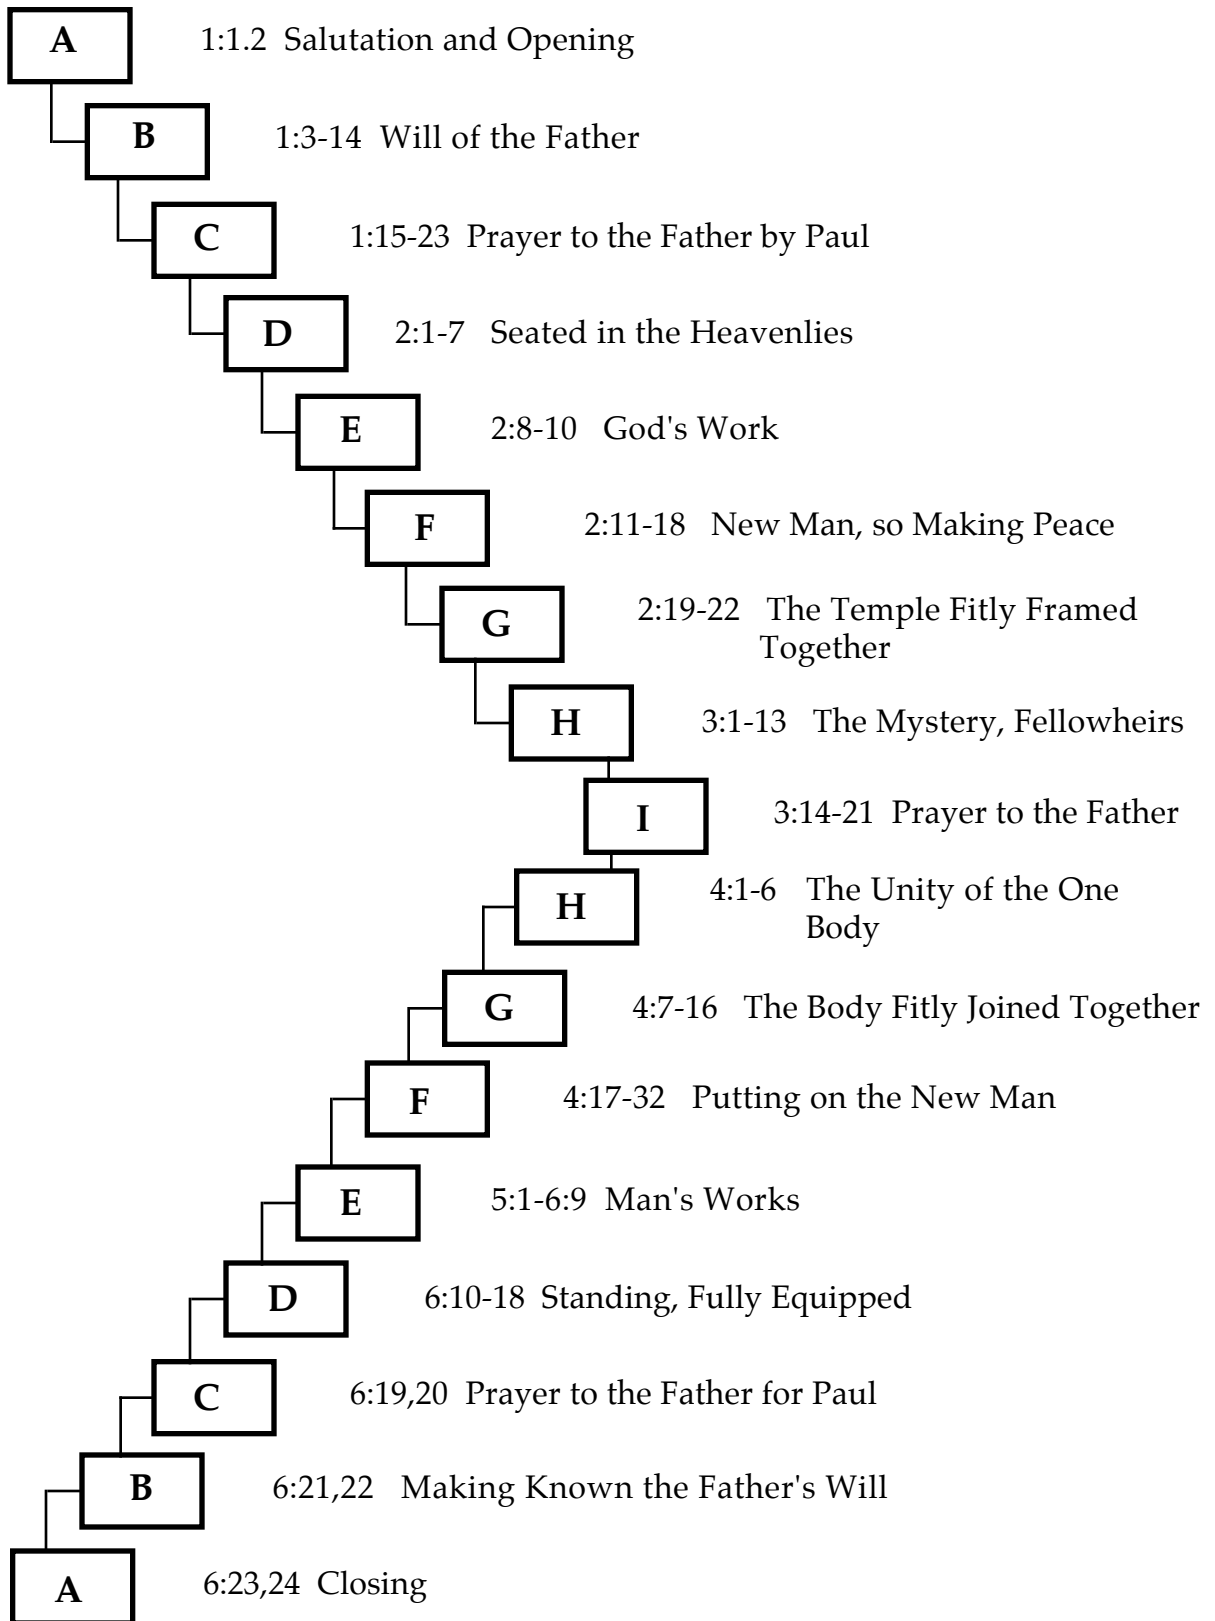 A 1:1.2 Salutation and Opening
B 1:3-14 Will of the Father
C 1:15-23 Prayer to the Father by Paul
D 2:1-7 Seated in the Heavenlies
E 2:8-10 God's Work
F 2:11-18 New Man, so Making Peace
G 2:19-22 The Temple Fitly Framed
Together
H 3:1-13 The Mystery, Fellowheirs
I 3:14-21 Prayer to the Father
H 4:1-6 The Unity of the One
Body
G 4:7-16 The Body Fitly Joined Together
F 4:17-32 Putting on the New Man
E 5:1-6:9 Man's Works
D 6:10-18 Standing, Fully Equipped
C 6:19,20 Prayer to the Father for Paul
B 6:21,22 Making Known the Father's Will
A 6:23,24 Closing